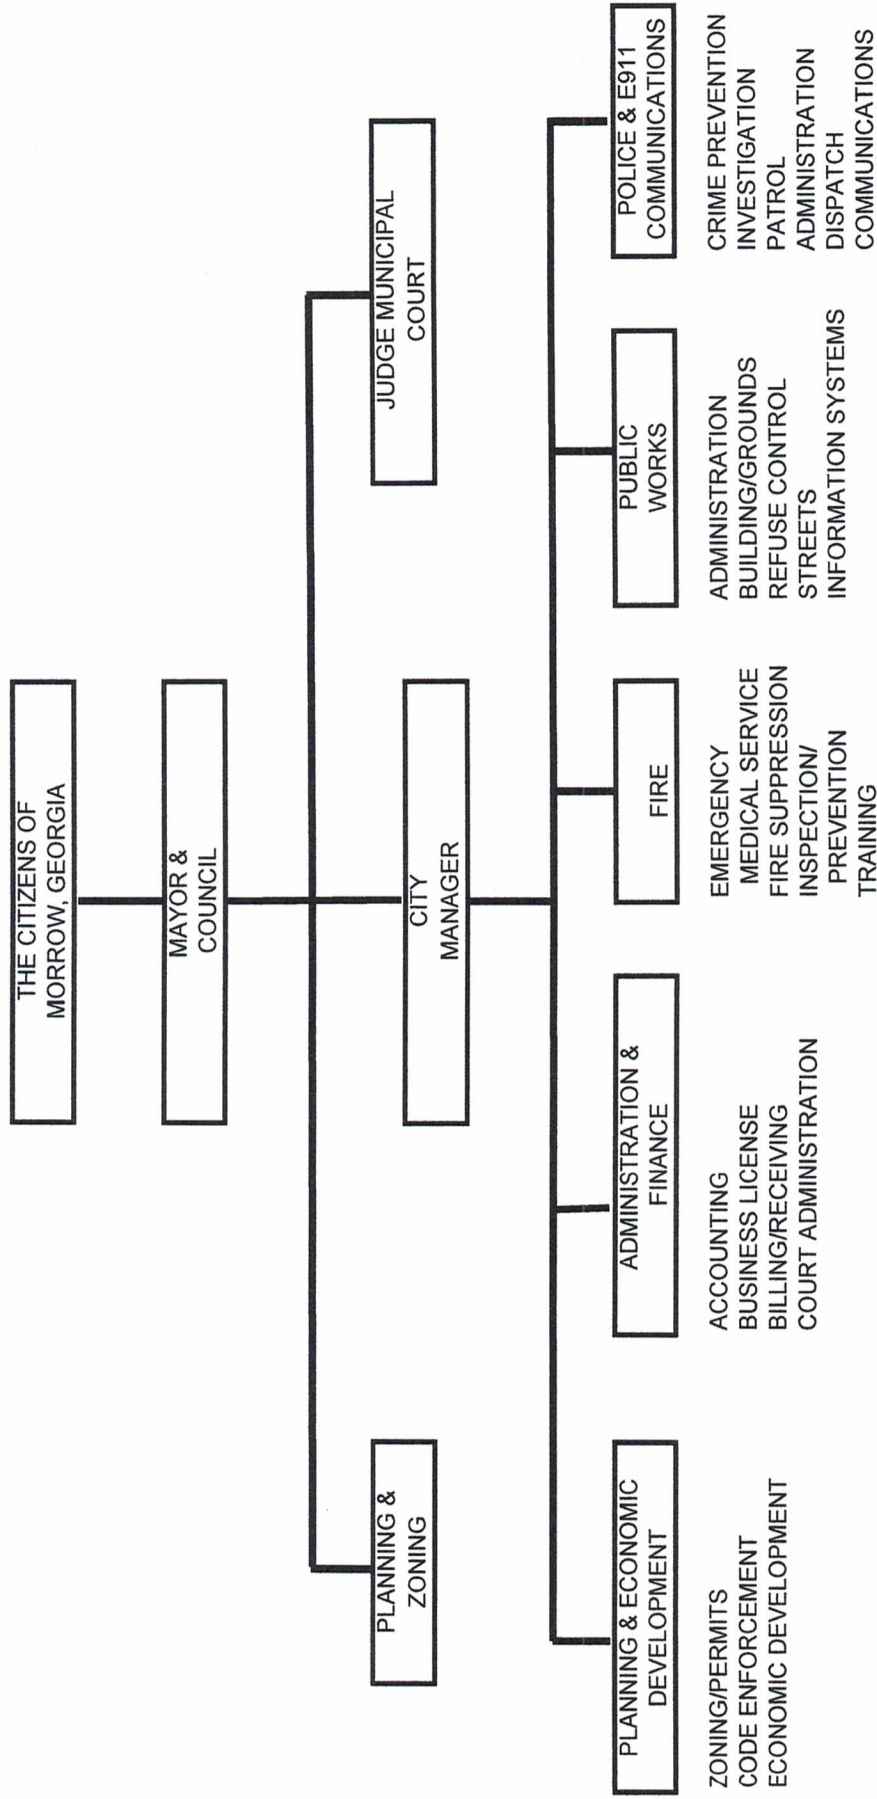 THE CITIZENS OF
MORROW, GEORGIA
MAYOR &
COUNCIL
PLANNING &
ZONING
CITY
MANAGER
JUDGE MUNICIPAL
COURT
PLANNING & ECONOMIC
DEVELOPMENT
ZONING/PERMITS
CODE ENFORCEMENT
ECONOMIC DEVELOPMENT
ADMINISTRATION &
FINANCE
ACCOUNTING
BUSINESS LICENSE
BILLING/RECEIVING
COURT ADMINISTRATION
FIRE
EMERGENCY
MEDICAL SERVICE
FIRE SUPPRESSION
INSPECTION/
PREVENTION
TRAINING
PUBLIC
WORKS
ADMINISTRATION
BUILDING/GROUNDS
REFUSE CONTROL
STREETS
INFORMATION SYSTEMS
POLICE & E911
COMMUNICATIONS
CRIME PREVENTION
INVESTIGATION
PATROL
ADMINISTRATION
DISPATCH
COMMUNICATIONS